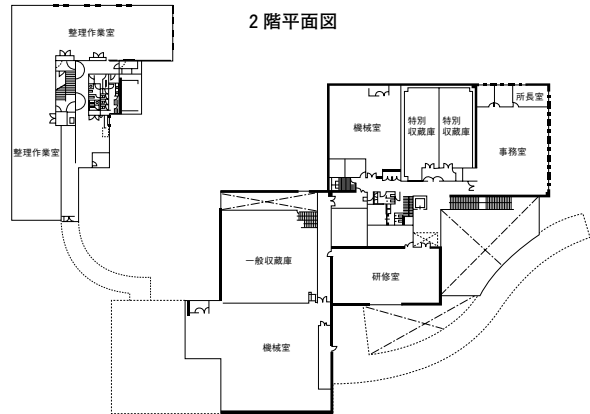 2階平面図
整理作業室
所長室
機械室
特別
収蔵庫
特別
収蔵庫
事務室
整理作業室
一般収蔵庫
研修室
機械室